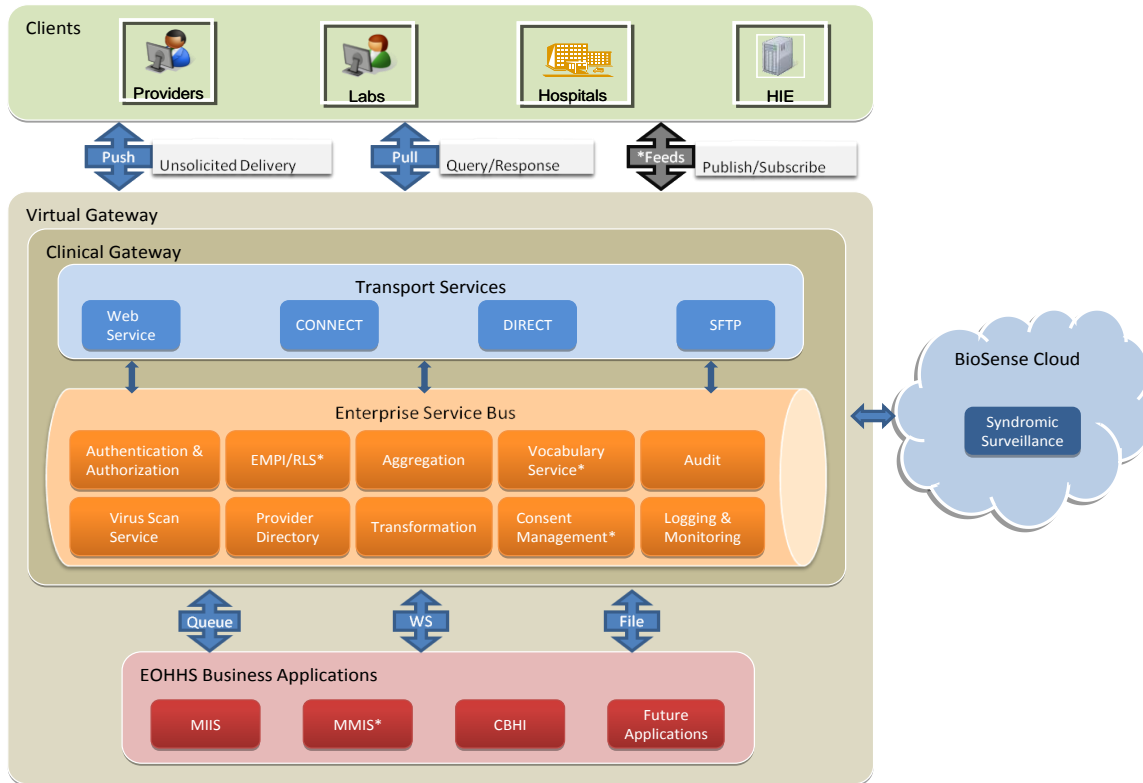 Clients
Providers
Labs
Hospitals
HIE
Push
Unsolicited Delivery
Pull
Query/Response
*Feeds
Publish/Subscribe
Virtual Gateway
Clinical Gateway
Transport Services
Web
Service
CONNECT
DIRECT
SFTP
BioSense Cloud
Syndromic
Surveillance
Enterprise Service Bus
Authentication &
Authorization
EMPI/RLS*
Aggregation
Vocabulary
Service*
Audit
Virus Scan
Service
Provider
Directory
Transformation
Consent
Management*
Logging &
Monitoring
Queue
WS
File
EOHHS Business Applications
MIIS
MMIS*
CBHI
Future
Applications